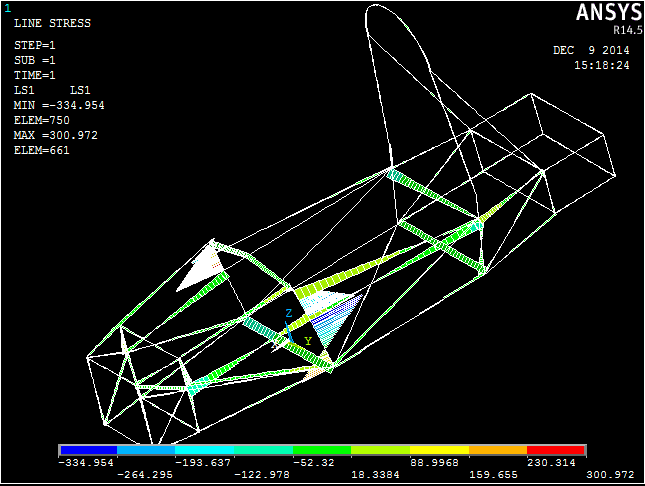 1
LINE STRESS
STEP=1
SUB =1
TIME=1
LS1 LS1
MIN =-334.954
ELEM=750
MAX =300.972
ELEM=661
ANSYS
R14.5
DEC 9 2014
15:18:24
Z
Y
-334.954 -193.637 -52.32 88.9968 230.314
-264.295 -122.978 18.3384 159.655 300.972